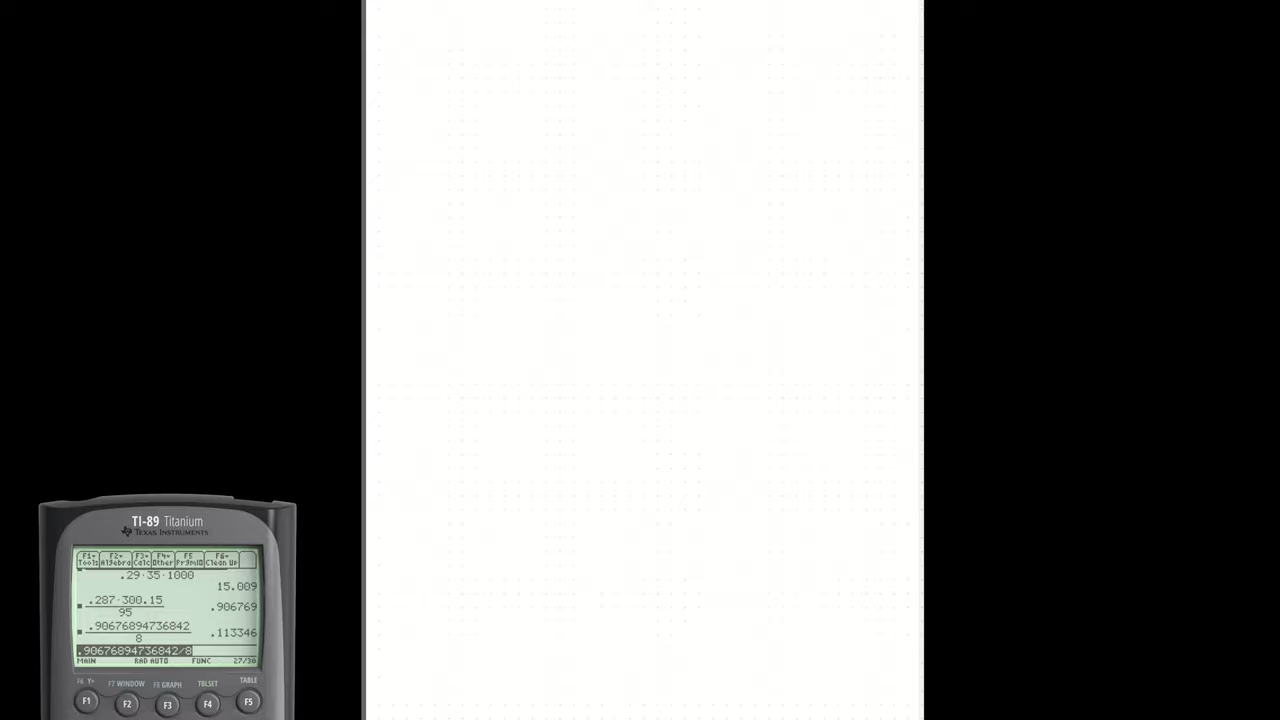 TI-89 Titanium
TEXAS INSTRUMENTS
F1▾ F2▾ F3▾ F4▾ F5 F6▾
Tools Algebra Calc Other PrgmIO Clean Up
.29·35·1000
15.009
.287·300.15
95
.906769
.90676894736842
8
.113346
.90676894736842/8
MAIN RAD AUTO FUNC 27/30
F6 Y= F7 WINDOW F8 GRAPH TBLSET TABLE
F1 F2 F3 F4 F5